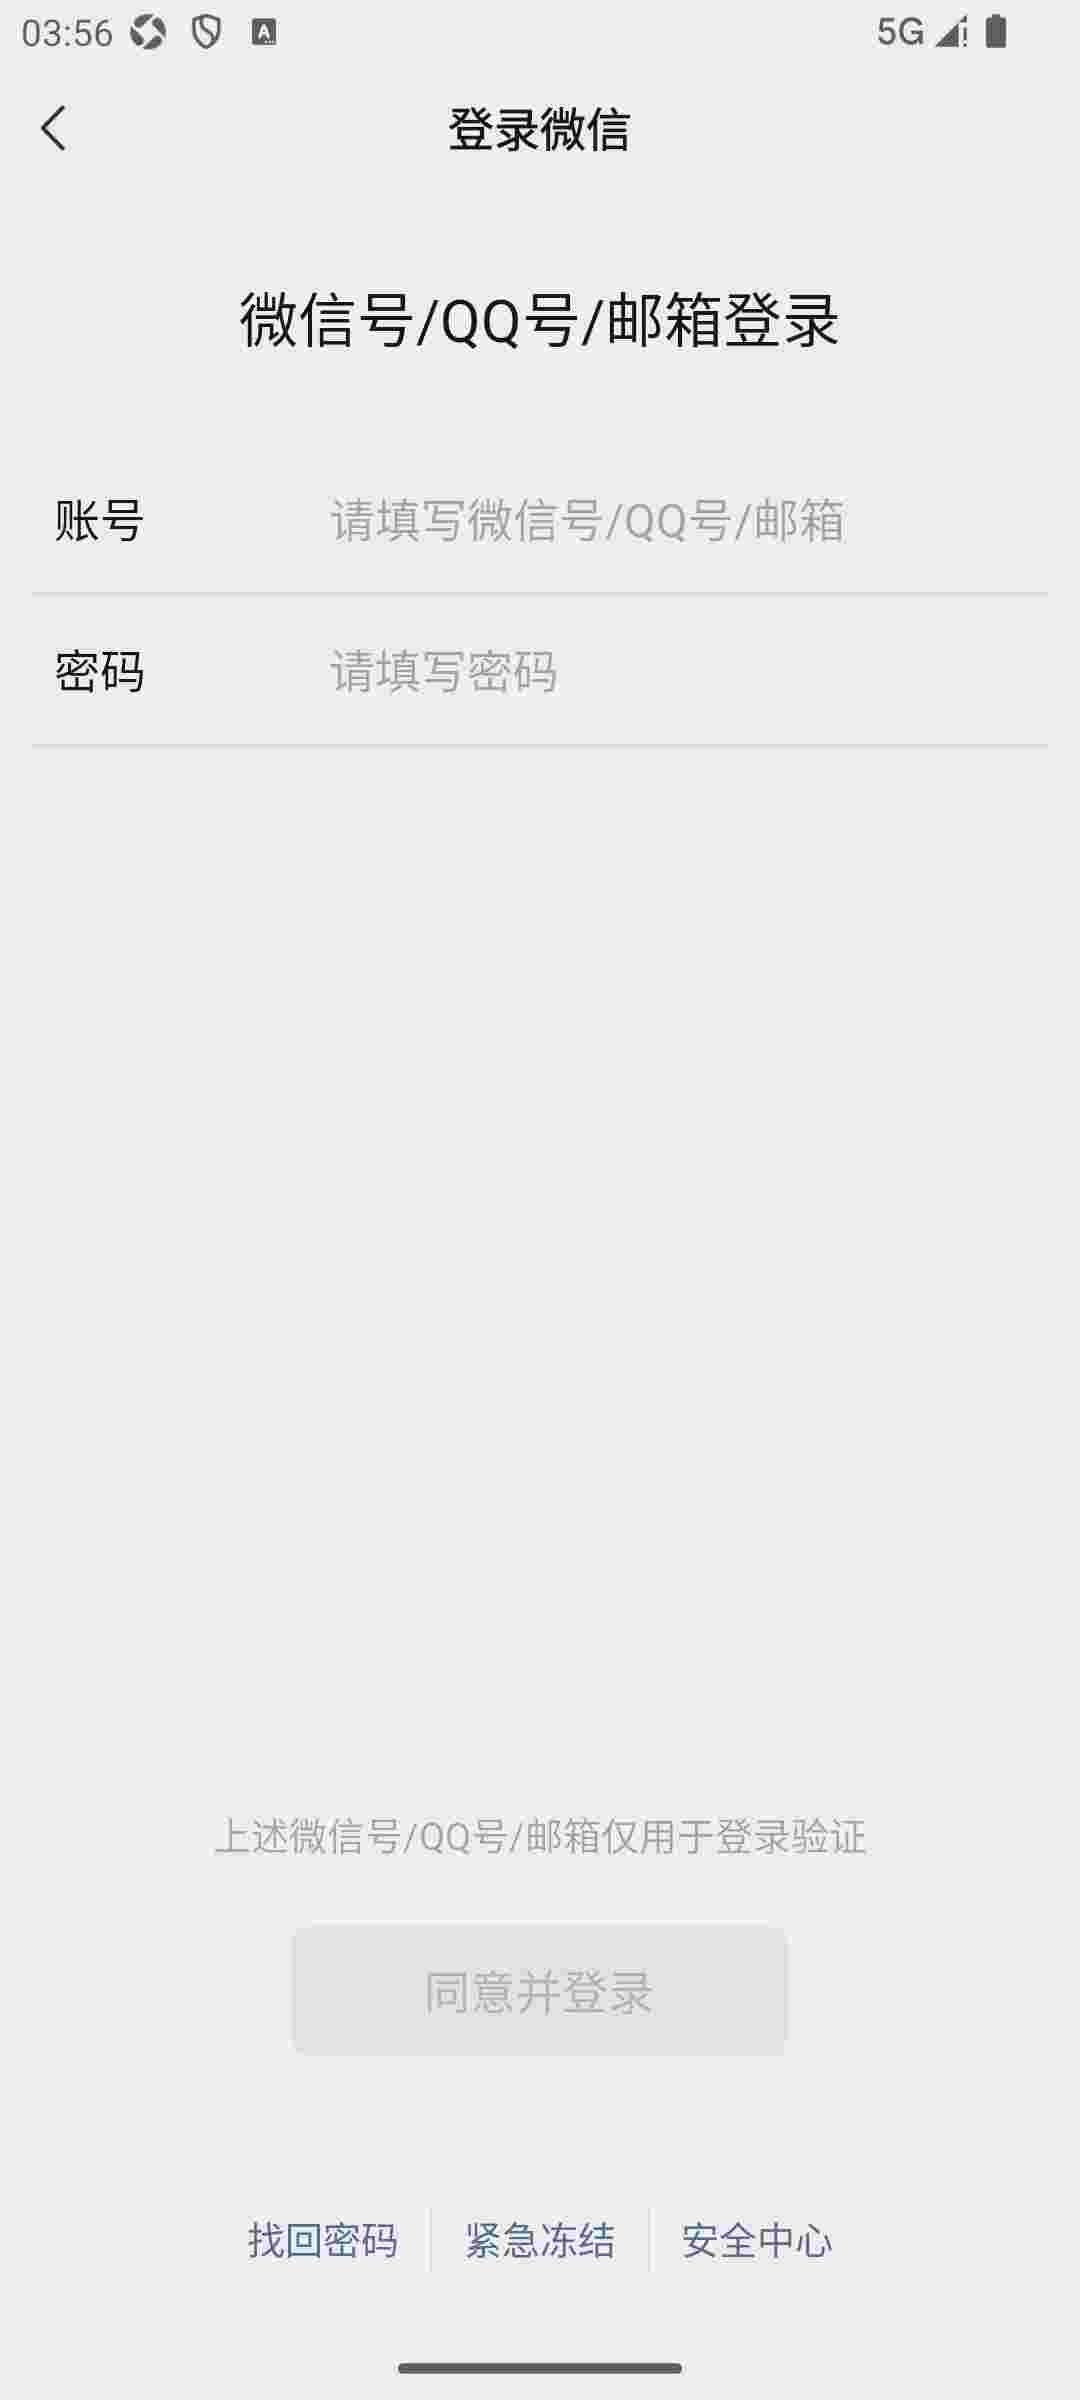 03:56 5G
登录微信
微信号/QQ号/邮箱登录
账号 请填写微信号/QQ号/邮箱
密码 请填写密码
上述微信号/QQ号/邮箱仅用于登录验证
同意并登录
找回密码 紧急冻结 安全中心